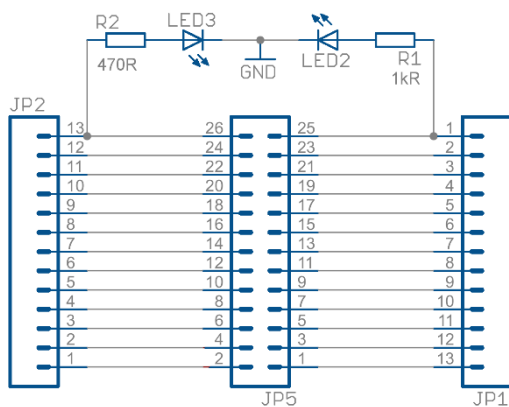 R2
LED3
470R
GND
LED2
R1
1kR
JP2
13 26 25 1
12 24 23 2
11 22 21 3
10 20 19 4
9 18 17 5
8 16 15 6
7 14 13 7
6 12 11 8
5 10 9 9
4 8 7 10
3 6 5 11
2 4 3 12
1 2 1 13
JP5
JP1